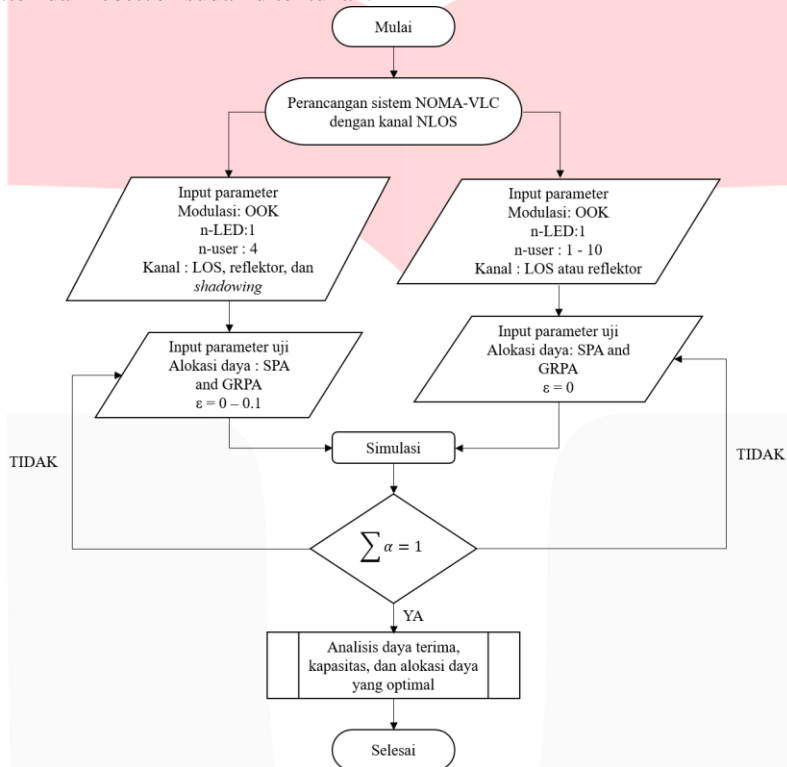 Mulai
Perancangan sistem NOMA-VLC
dengan kanal NLOS
Input parameter
Modulasi: OOK
n-LED:1
n-user : 4
Kanal : LOS, reflektor, dan
shadowing
Input parameter
Modulasi: OOK
n-LED:1
n-user : 1 - 10
Kanal : LOS atau reflektor
Input parameter uji
Alokasi daya : SPA
and GRPA
ε = 0 – 0.1
Input parameter uji
Alokasi daya: SPA and
GRPA
ε = 0
TIDAK
Simulasi
TIDAK
∑ α = 1
YA
Analisis daya terima,
kapasitas, dan alokasi daya
yang optimal
Selesai